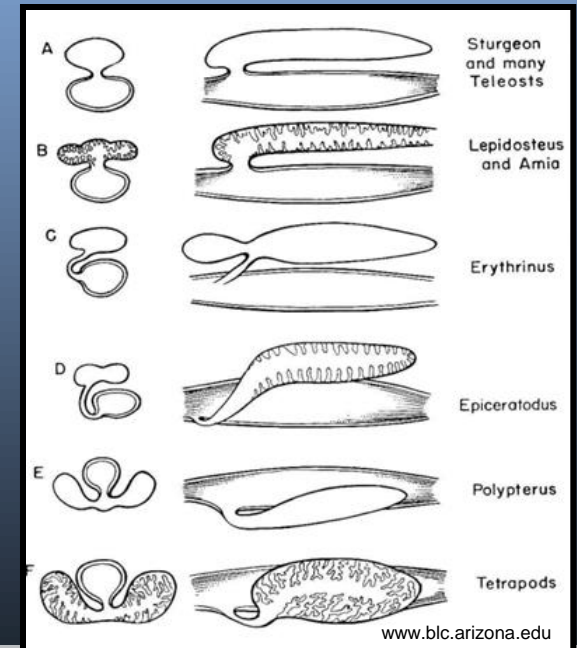 A
Sturgeon
and many
Teleosts
B
Lepidosteus
and Amia
C
Erythrinus
D
Epiceratodus
E
Polypterus
F
Tetrapods
www.blc.arizona.edu